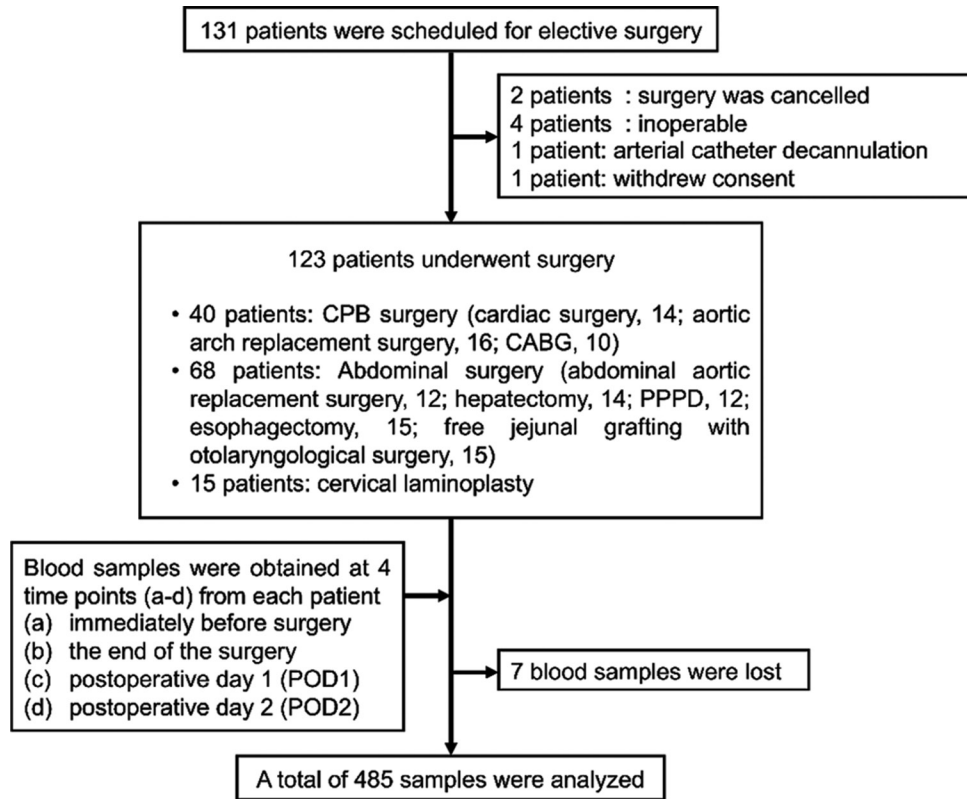 131 patients were scheduled for elective surgery
2 patients : surgery was cancelled
4 patients : inoperable
1 patient: arterial catheter decannulation
1 patient: withdrew consent
123 patients underwent surgery
• 40 patients: CPB surgery (cardiac surgery, 14; aortic
arch replacement surgery, 16; CABG, 10)
• 68 patients: Abdominal surgery (abdominal aortic
replacement surgery, 12; hepatectomy, 14; PPPD, 12;
esophagectomy, 15; free jejunal grafting with
otolaryngological surgery, 15)
• 15 patients: cervical laminoplasty
Blood samples were obtained at 4
time points (a-d) from each patient
(a) immediately before surgery
(b) the end of the surgery
(c) postoperative day 1 (POD1)
(d) postoperative day 2 (POD2)
7 blood samples were lost
A total of 485 samples were analyzed